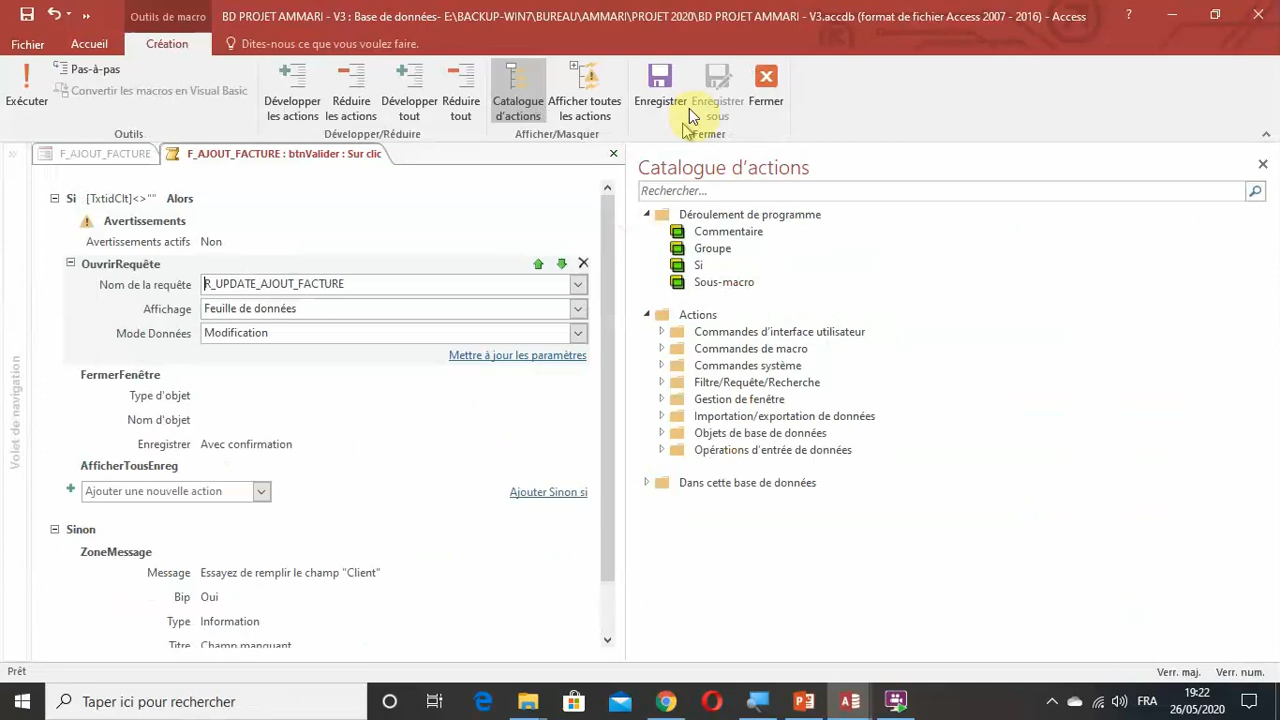 Outils de macro
BD PROJET AMMARI - V3 : Base de données- E:\BACKUP-WIN7\BUREAU\AMMARI\PROJET 2020\BD PROJET AMMARI - V3.accdb (format de fichier Access 2007 - 2016) - Access
?
Fichier
Accueil
Création
Dites-nous ce que vous voulez faire.
Exécuter
Pas-à-pas
Convertir les macros en Visual Basic
Développer les actions
Réduire les actions
Développer tout
Réduire tout
Catalogue d'actions
Afficher toutes les actions
Enregistrer
Enregistrer sous
Fermer
Outils
Développer/Réduire
Afficher/Masquer
Fermer
F_AJOUT_FACTURE
F_AJOUT_FACTURE : btnValider : Sur clic
Si [TxtidClt]<>"" Alors
Avertissements
Avertissements actifs Non
OuvrirRequête
Nom de la requête R_UPDATE_AJOUT_FACTURE
Affichage Feuille de données
Mode Données Modification
Mettre à jour les paramètres
FermerFenêtre
Type d'objet
Nom d'objet
Enregistrer Avec confirmation
AfficherTousEnreg
Ajouter une nouvelle action
Ajouter Sinon si
Sinon
ZoneMessage
Message Essayez de remplir le champ "Client"
Bip Oui
Type Information
Titre Champ manquant
Volet de navigation
Catalogue d'actions
Rechercher...
Déroulement de programme
Commentaire
Groupe
Si
Sous-macro
Actions
Commandes d'interface utilisateur
Commandes de macro
Commandes système
Filtre/Requête/Recherche
Gestion de fenêtre
Importation/exportation de données
Objets de base de données
Opérations d'entrée de données
Dans cette base de données
Prêt
Verr. maj.
Verr. num.
Taper ici pour rechercher
FRA
19:22
26/05/2020